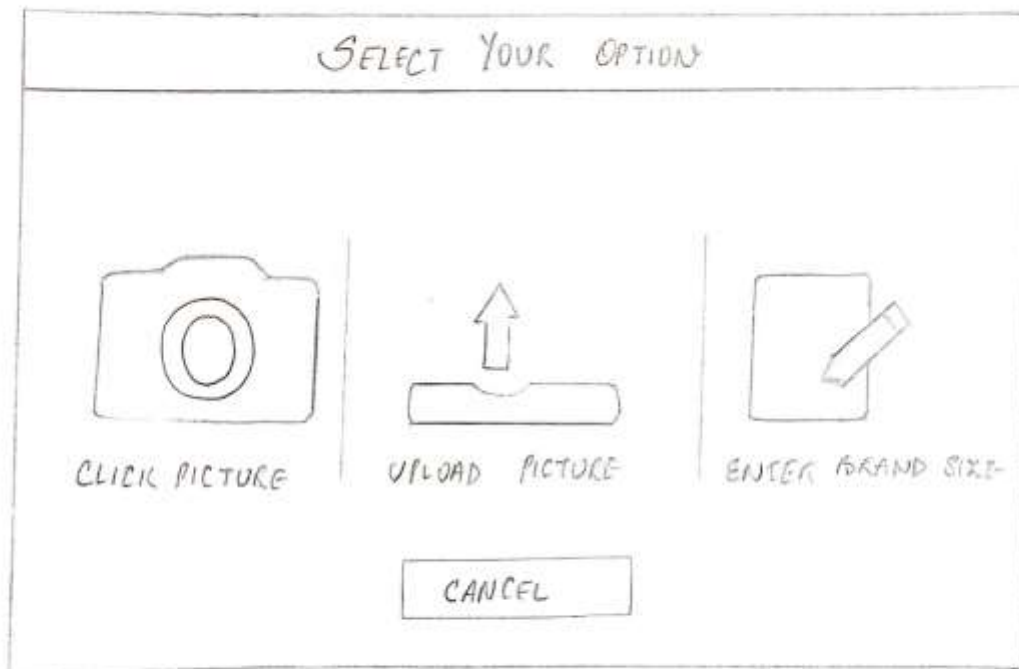 SELECT YOUR OPTION
CLICK PICTURE
UPLOAD PICTURE
ENTER BRAND SIZE
CANCEL